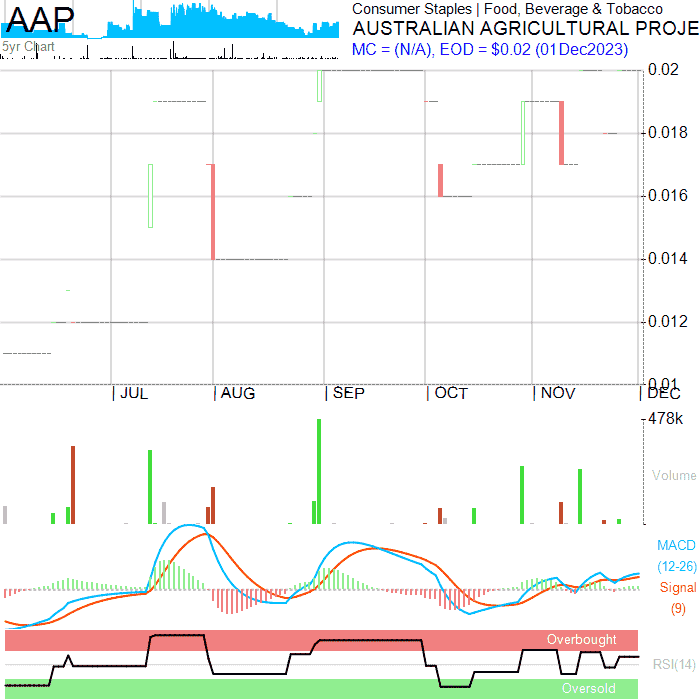 AAP
5yr Chart
Consumer Staples | Food, Beverage & Tobacco
AUSTRALIAN AGRICULTURAL PROJE
MC = (N/A), EOD = $0.02 (01Dec2023)
0.02
0.018
0.016
0.014
0.012
0.01
JUL AUG SEP OCT NOV DEC
478k
Volume
MACD
(12-26)
Signal
(9)
Overbought
RSI(14)
Oversold